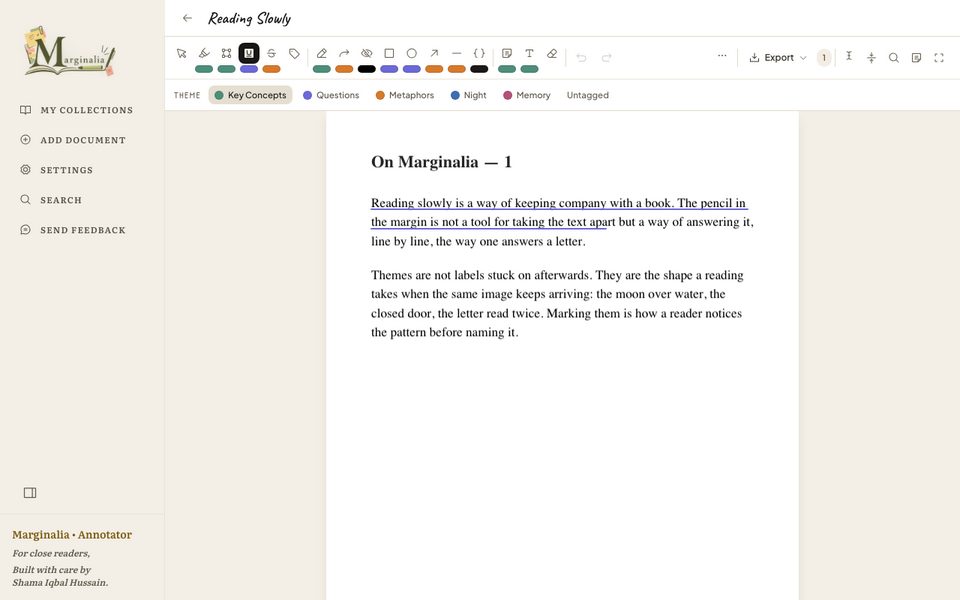 Marginalia
MY COLLECTIONS
ADD DOCUMENT
SETTINGS
SEARCH
SEND FEEDBACK
Marginalia • Annotator
For close readers,
Built with care by
Shama Iqbal Hussain.
Reading Slowly
U
S
T
{ }
Export
1
THEME
Key Concepts
Questions
Metaphors
Night
Memory
Untagged
On Marginalia — 1
Reading slowly is a way of keeping company with a book. The pencil in
the margin is not a tool for taking the text apart but a way of answering it,
line by line, the way one answers a letter.
Themes are not labels stuck on afterwards. They are the shape a reading
takes when the same image keeps arriving: the moon over water, the
closed door, the letter read twice. Marking them is how a reader notices
the pattern before naming it.